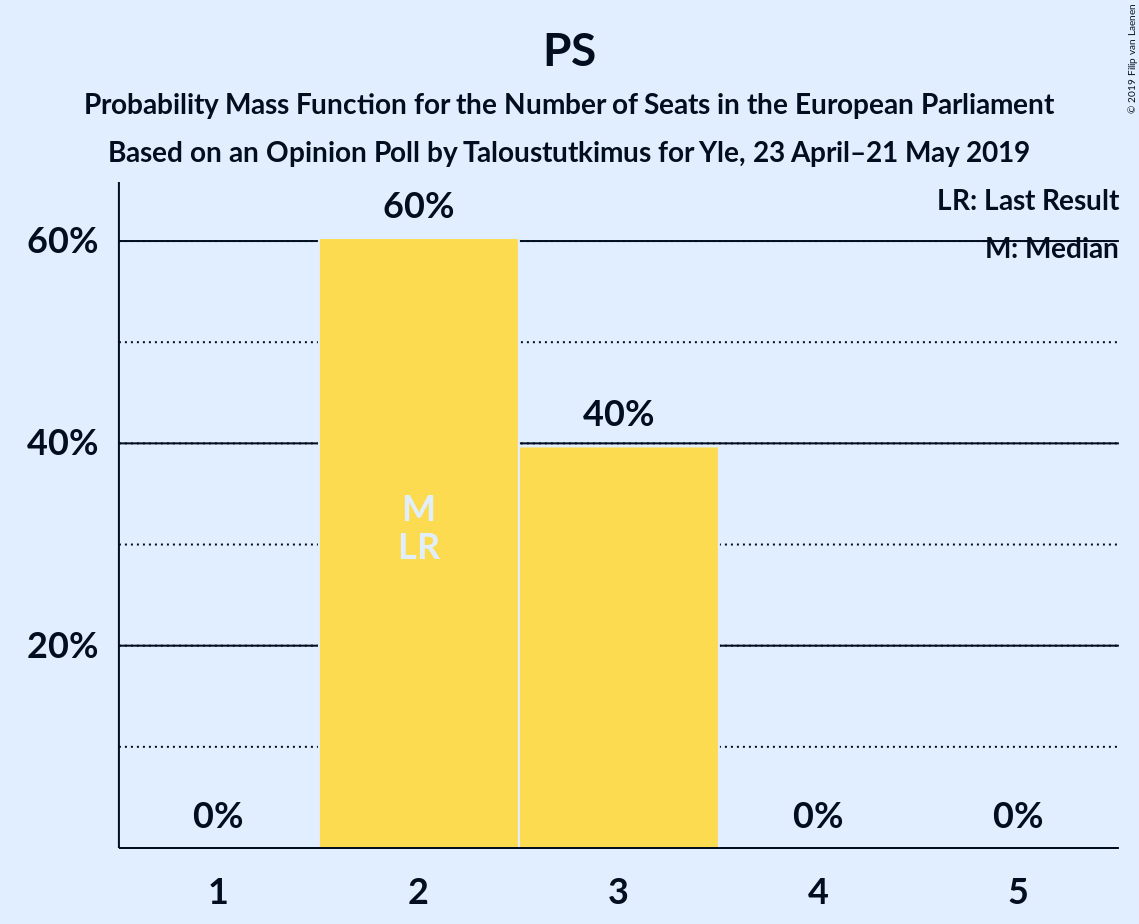 PS
Probability Mass Function for the Number of Seats in the European Parliament
Based on an Opinion Poll by Taloustutkimus for Yle, 23 April–21 May 2019
© 2019 Filip van Laenen
LR: Last Result
M: Median
60%
40%
20%
0%
60%
40%
0%
0%
M
LR
1
2
3
4
5